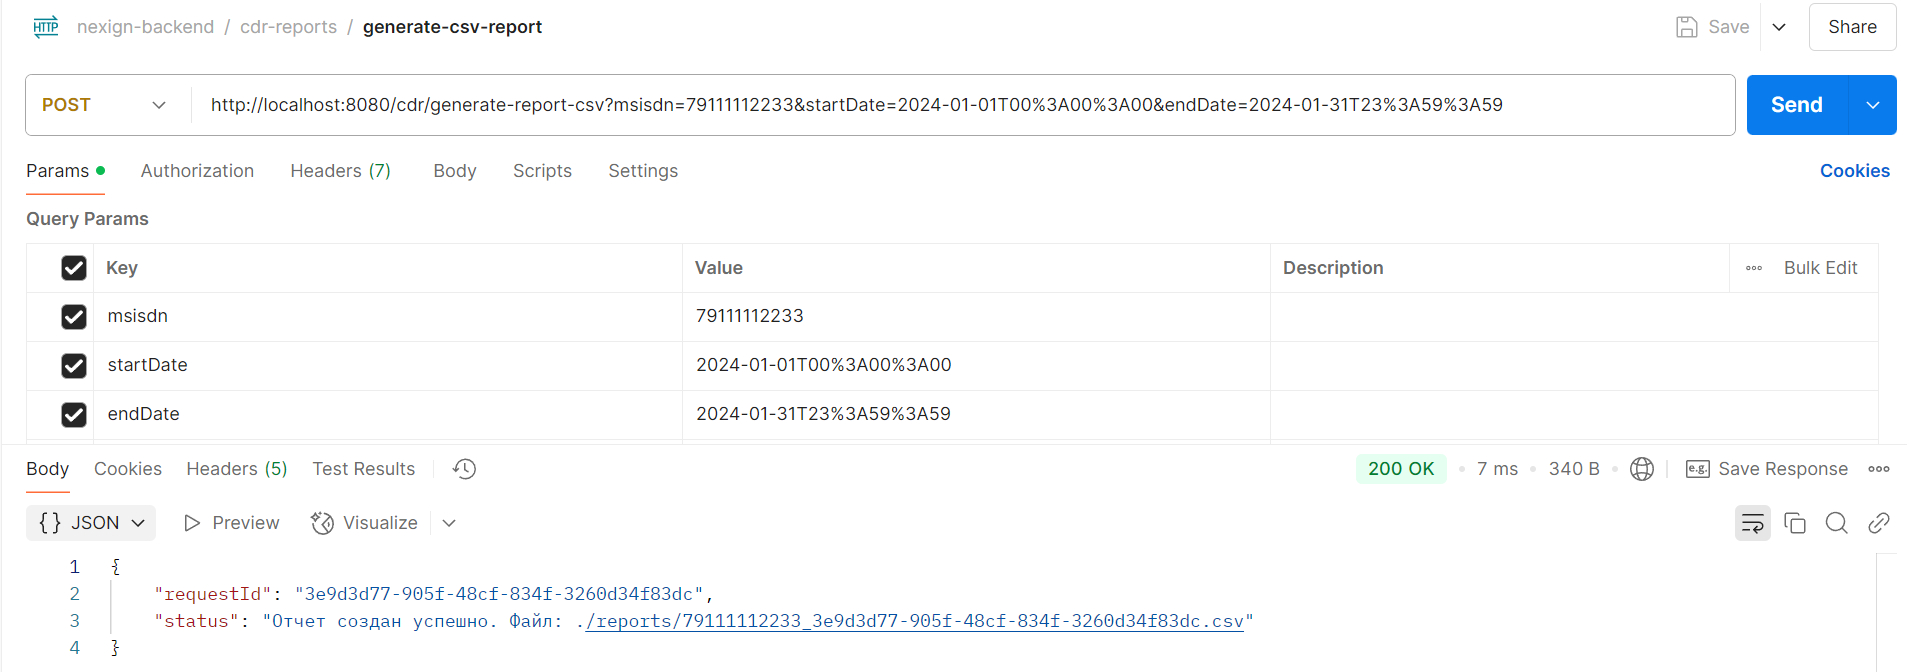 HTTP nexign-backend / cdr-reports / generate-csv-report Save Share
POST http://localhost:8080/cdr/generate-report-csv?msisdn=79111112233&startDate=2024-01-01T00%3A00%3A00&endDate=2024-01-31T23%3A59%3A59 Send
Params Authorization Headers (7) Body Scripts Settings Cookies
Query Params
Key Value Description Bulk Edit
msisdn 79111112233
startDate 2024-01-01T00%3A00%3A00
endDate 2024-01-31T23%3A59%3A59
Body Cookies Headers (5) Test Results 200 OK 7 ms 340 B e.g. Save Response
{} JSON Preview Visualize
1 {
2 "requestId": "3e9d3d77-905f-48cf-834f-3260d34f83dc",
3 "status": "Отчет создан успешно. Файл: ./reports/79111112233_3e9d3d77-905f-48cf-834f-3260d34f83dc.csv"
4 }